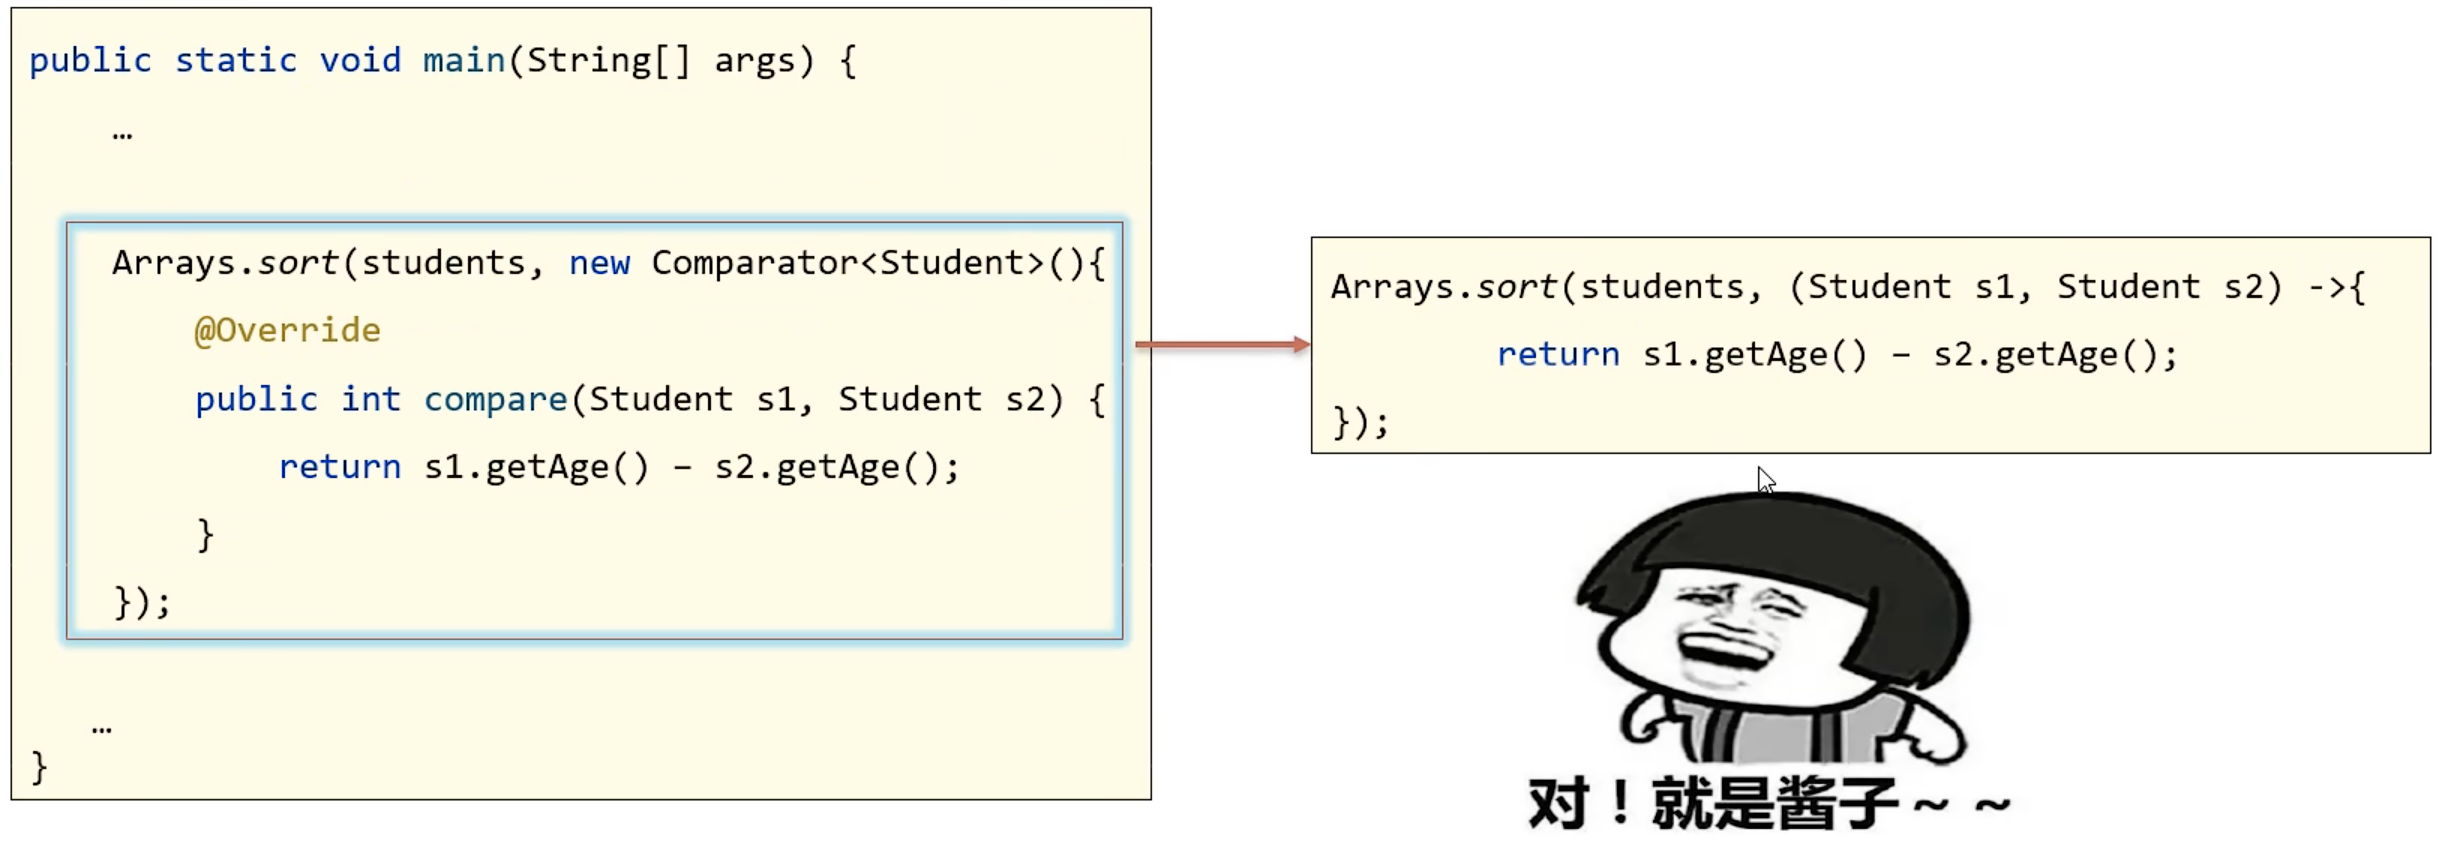 public static void main(String[] args) {
…
Arrays.sort(students, new Comparator<Student>(){
@Override
public int compare(Student s1, Student s2) {
return s1.getAge() – s2.getAge();
}
});
…
}
Arrays.sort(students, (Student s1, Student s2) ->{
return s1.getAge() – s2.getAge();
});
对！就是酱子～～